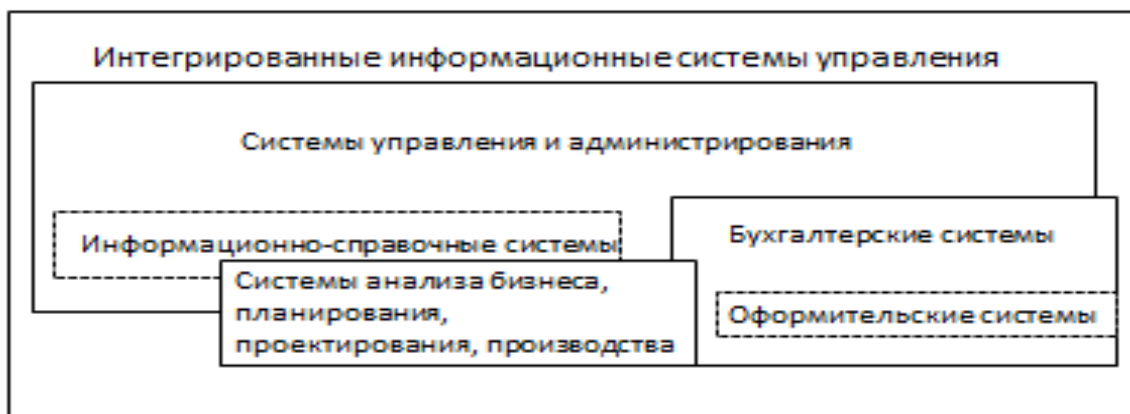 Интегрированные информационные системы управления
Системы управления и администрирования
Информационно-справочные системы
Бухгалтерские системы
Системы анализа бизнеса,
планирования,
проектирования, производства
Оформительские системы